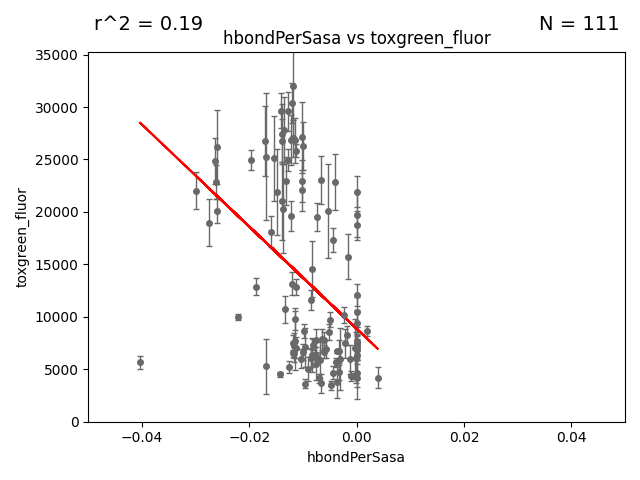 r^2 = 0.19
N = 111
hbondPerSasa vs toxgreen_fluor
35000
30000
25000
20000
15000
10000
5000
0
toxgreen_fluor
−0.04
−0.02
0.00
0.02
0.04
hbondPerSasa